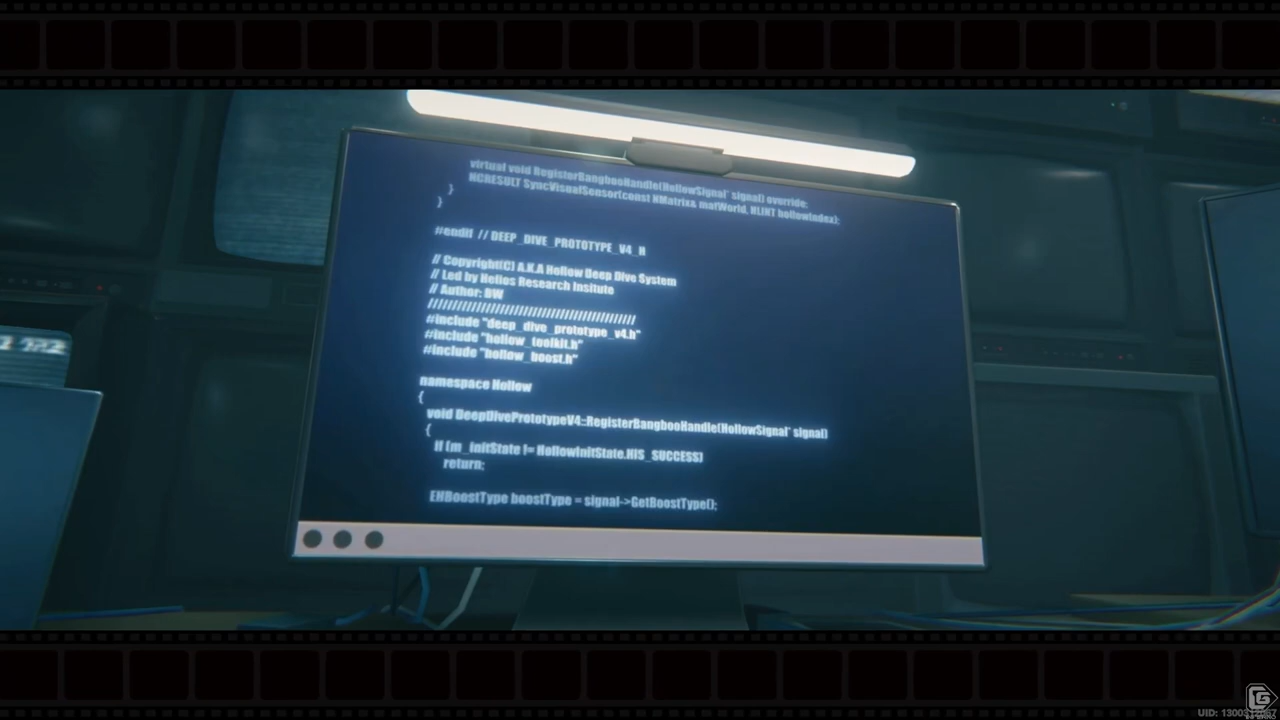 virtual void RegisterBangbooHandle(HollowSignal* signal) override;
HCRESULT SyncVisualSensor(const HMatrix& matWorld, HLINT hollowIndex);
}
}
#endif // DEEP_DIVE_PROTOTYPE_V4_H
// Copyright(C) A.K.A Hollow Deep Dive System
// Led by Helios Research Insitute
// Author: BW
////////////////////////////////////////////
#include "deep_dive_prototype_v4.h"
#include "hollow_toolkit.h"
#include "hollow_boost.h"
namespace Hollow
{
void DeepDivePrototypeV4::RegisterBangbooHandle(HollowSignal* signal)
{
if (m_initState != HollowInitState.HIS_SUCCESS)
return;
EHBoostType boostType = signal->GetBoostType();
UID: